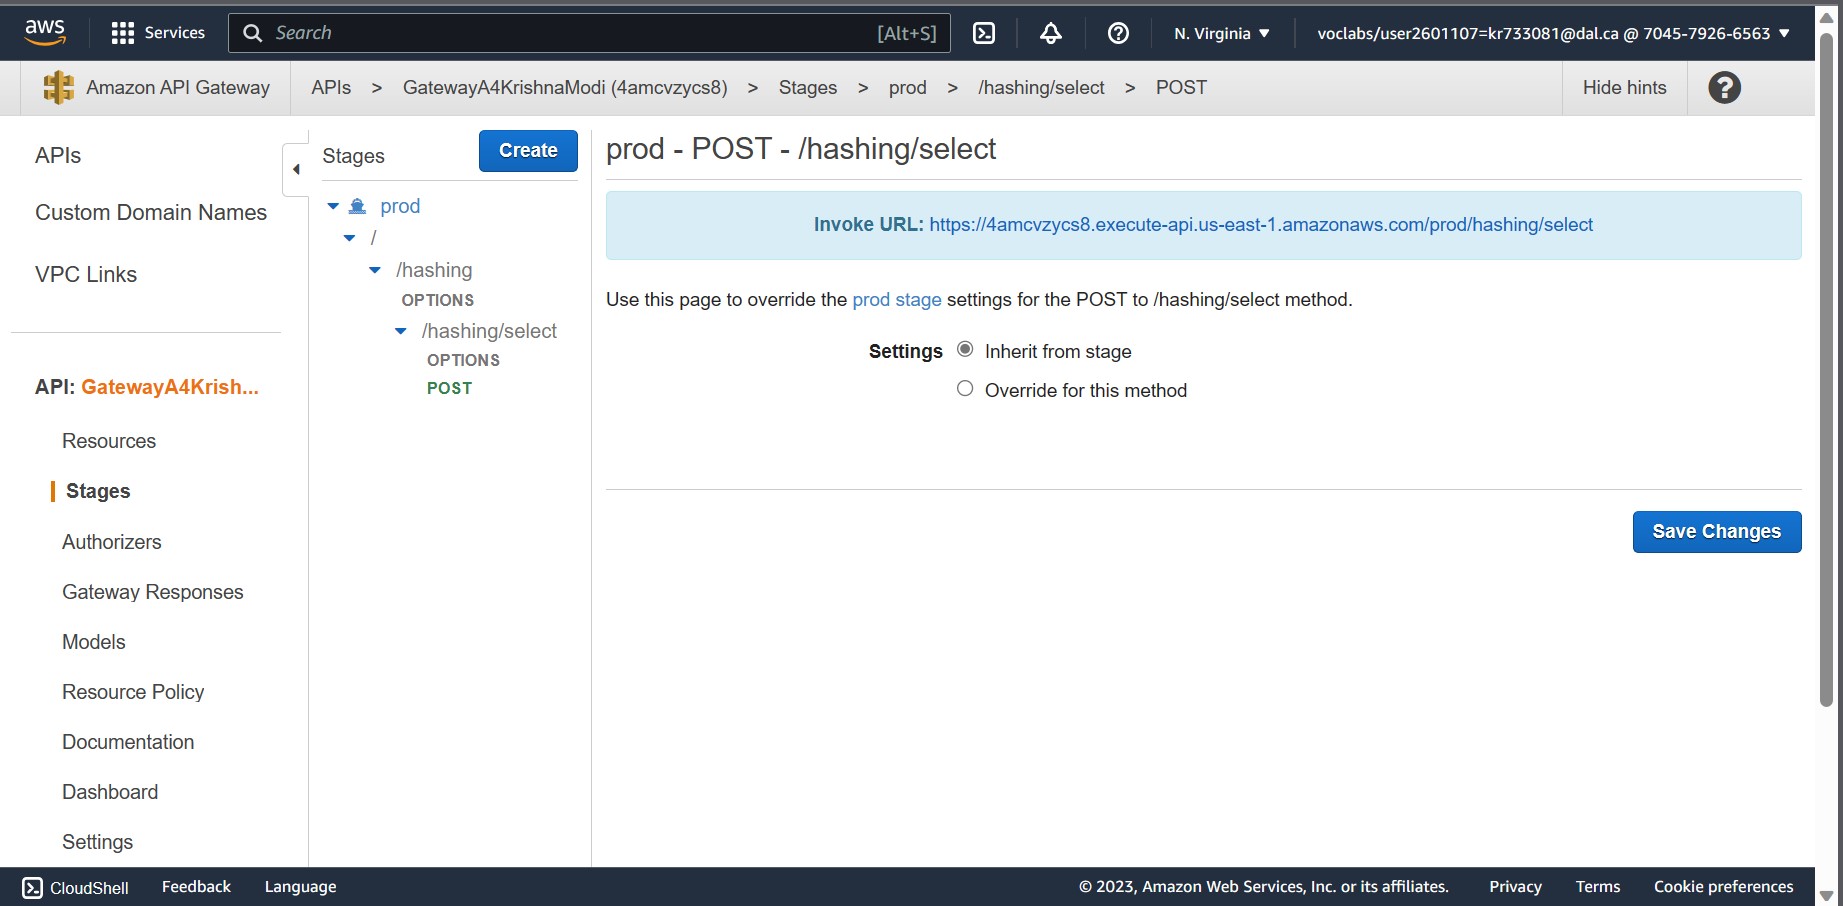 aws Services Search [Alt+S] N. Virginia voclabs/user2601107=kr733081@dal.ca @ 7045-7926-6563
Amazon API Gateway APIs > GatewayA4KrishnaModi (4amcvzycs8) > Stages > prod > /hashing/select > POST Hide hints ?
APIs
Custom Domain Names
VPC Links
API: GatewayA4Krish...
Resources
Stages
Authorizers
Gateway Responses
Models
Resource Policy
Documentation
Dashboard
Settings
Stages Create
prod
/
/hashing
OPTIONS
/hashing/select
OPTIONS
POST
prod - POST - /hashing/select
Invoke URL: https://4amcvzycs8.execute-api.us-east-1.amazonaws.com/prod/hashing/select
Use this page to override the prod stage settings for the POST to /hashing/select method.
Settings Inherit from stage
Override for this method
Save Changes
CloudShell Feedback Language © 2023, Amazon Web Services, Inc. or its affiliates. Privacy Terms Cookie preferences